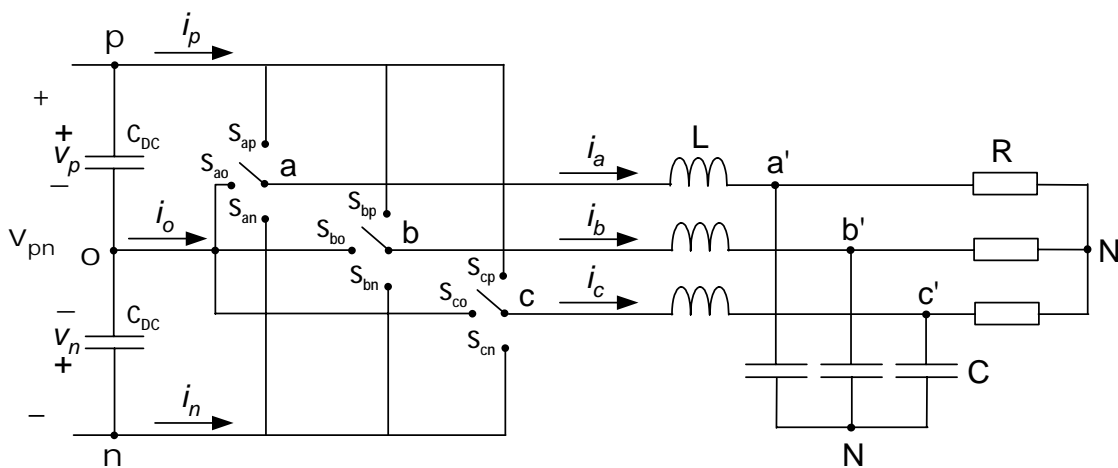 p
i_p
+
+
C_DC
v_p
–
S_ap
S_ao
a
S_an
i_a
L
a'
R
i_o
v_pn
o
S_bp
S_bo
b
S_bn
i_b
b'
N
S_cp
S_co
c
S_cn
i_c
c'
–
C_DC
v_n
+
C
–
i_n
n
N